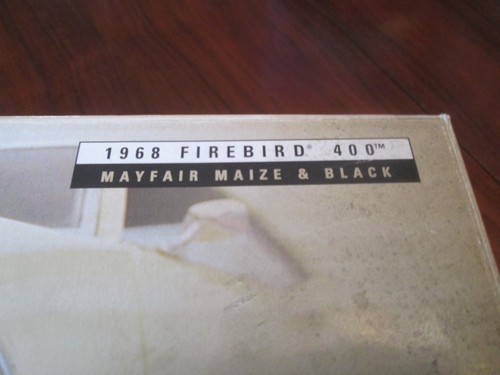 1968 FIREBIRD® 400™
MAYFAIR MAIZE & BLACK